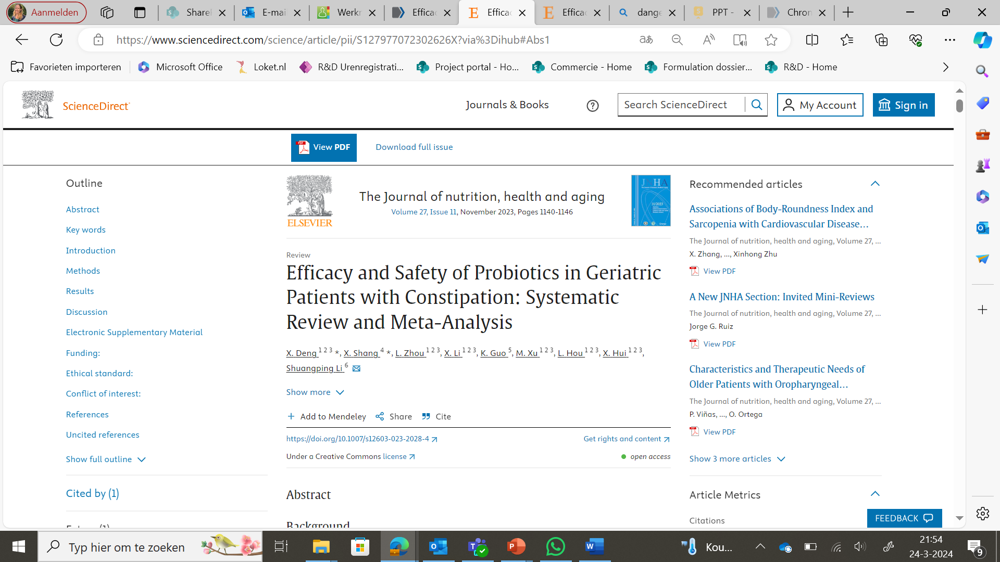 Aanmelden
Sharel
E-mai
Werkr
Efficac
Efficac
Efficac
dange
PPT -
Chron
https://www.sciencedirect.com/science/article/pii/S127977072302626X?via%3Dihub#Abs1
Favorieten importeren
Microsoft Office
Loket.nl
R&D Urenregistrati...
Project portal - Ho...
Commercie - Home
Formulation dossier...
R&D - Home
ScienceDirect
Journals & Books
Search ScienceDirect
My Account
Sign in
View PDF
Download full issue
Outline
Abstract
Key words
Introduction
Methods
Results
Discussion
Electronic Supplementary Material
Funding:
Ethical standard:
Conflict of interest:
References
Uncited references
Show full outline
Cited by (1)
ELSEVIER
The Journal of nutrition, health and aging
Volume 27, Issue 11, November 2023, Pages 1140-1146
J HA
11/2023
Review
Efficacy and Safety of Probiotics in Geriatric
Patients with Constipation: Systematic
Review and Meta-Analysis
X. Deng 1 2 3 *, X. Shang 4 *, L. Zhou 1 2 3, X. Li 1 2 3, K. Guo 5, M. Xu 1 2 3, L. Hou 1 2 3, X. Hui 1 2 3,
Shuangping Li 6
Show more
Add to Mendeley
Share
Cite
https://doi.org/10.1007/s12603-023-2028-4
Get rights and content
Under a Creative Commons license
open access
Abstract
Background
Recommended articles
Associations of Body-Roundness Index and
Sarcopenia with Cardiovascular Disease...
The Journal of nutrition, health and aging, Volume 27, ...
X. Zhang, ..., Xinhong Zhu
View PDF
A New JNHA Section: Invited Mini-Reviews
The Journal of nutrition, health and aging, Volume 27, ...
Jorge G. Ruiz
View PDF
Characteristics and Therapeutic Needs of
Older Patients with Oropharyngeal...
The Journal of nutrition, health and aging, Volume 27, ...
P. Viñas, ..., O. Ortega
View PDF
Show 3 more articles
Article Metrics
Citations
FEEDBACK
Typ hier om te zoeken
Kou...
21:54
24-3-2024
9